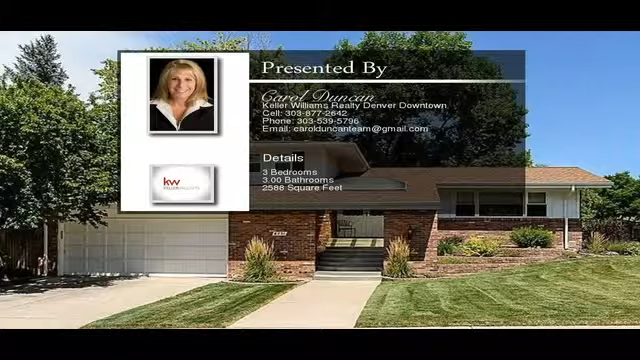 Presented By
Carol Duncan
Keller Williams Realty Denver Downtown
Cell: 303-877-2642
Phone: 303-539-5796
Email: carolduncanteam@gmail.com
Details
3 Bedrooms
3.00 Bathrooms
2588 Square Feet
kw
KELLERWILLIAMS